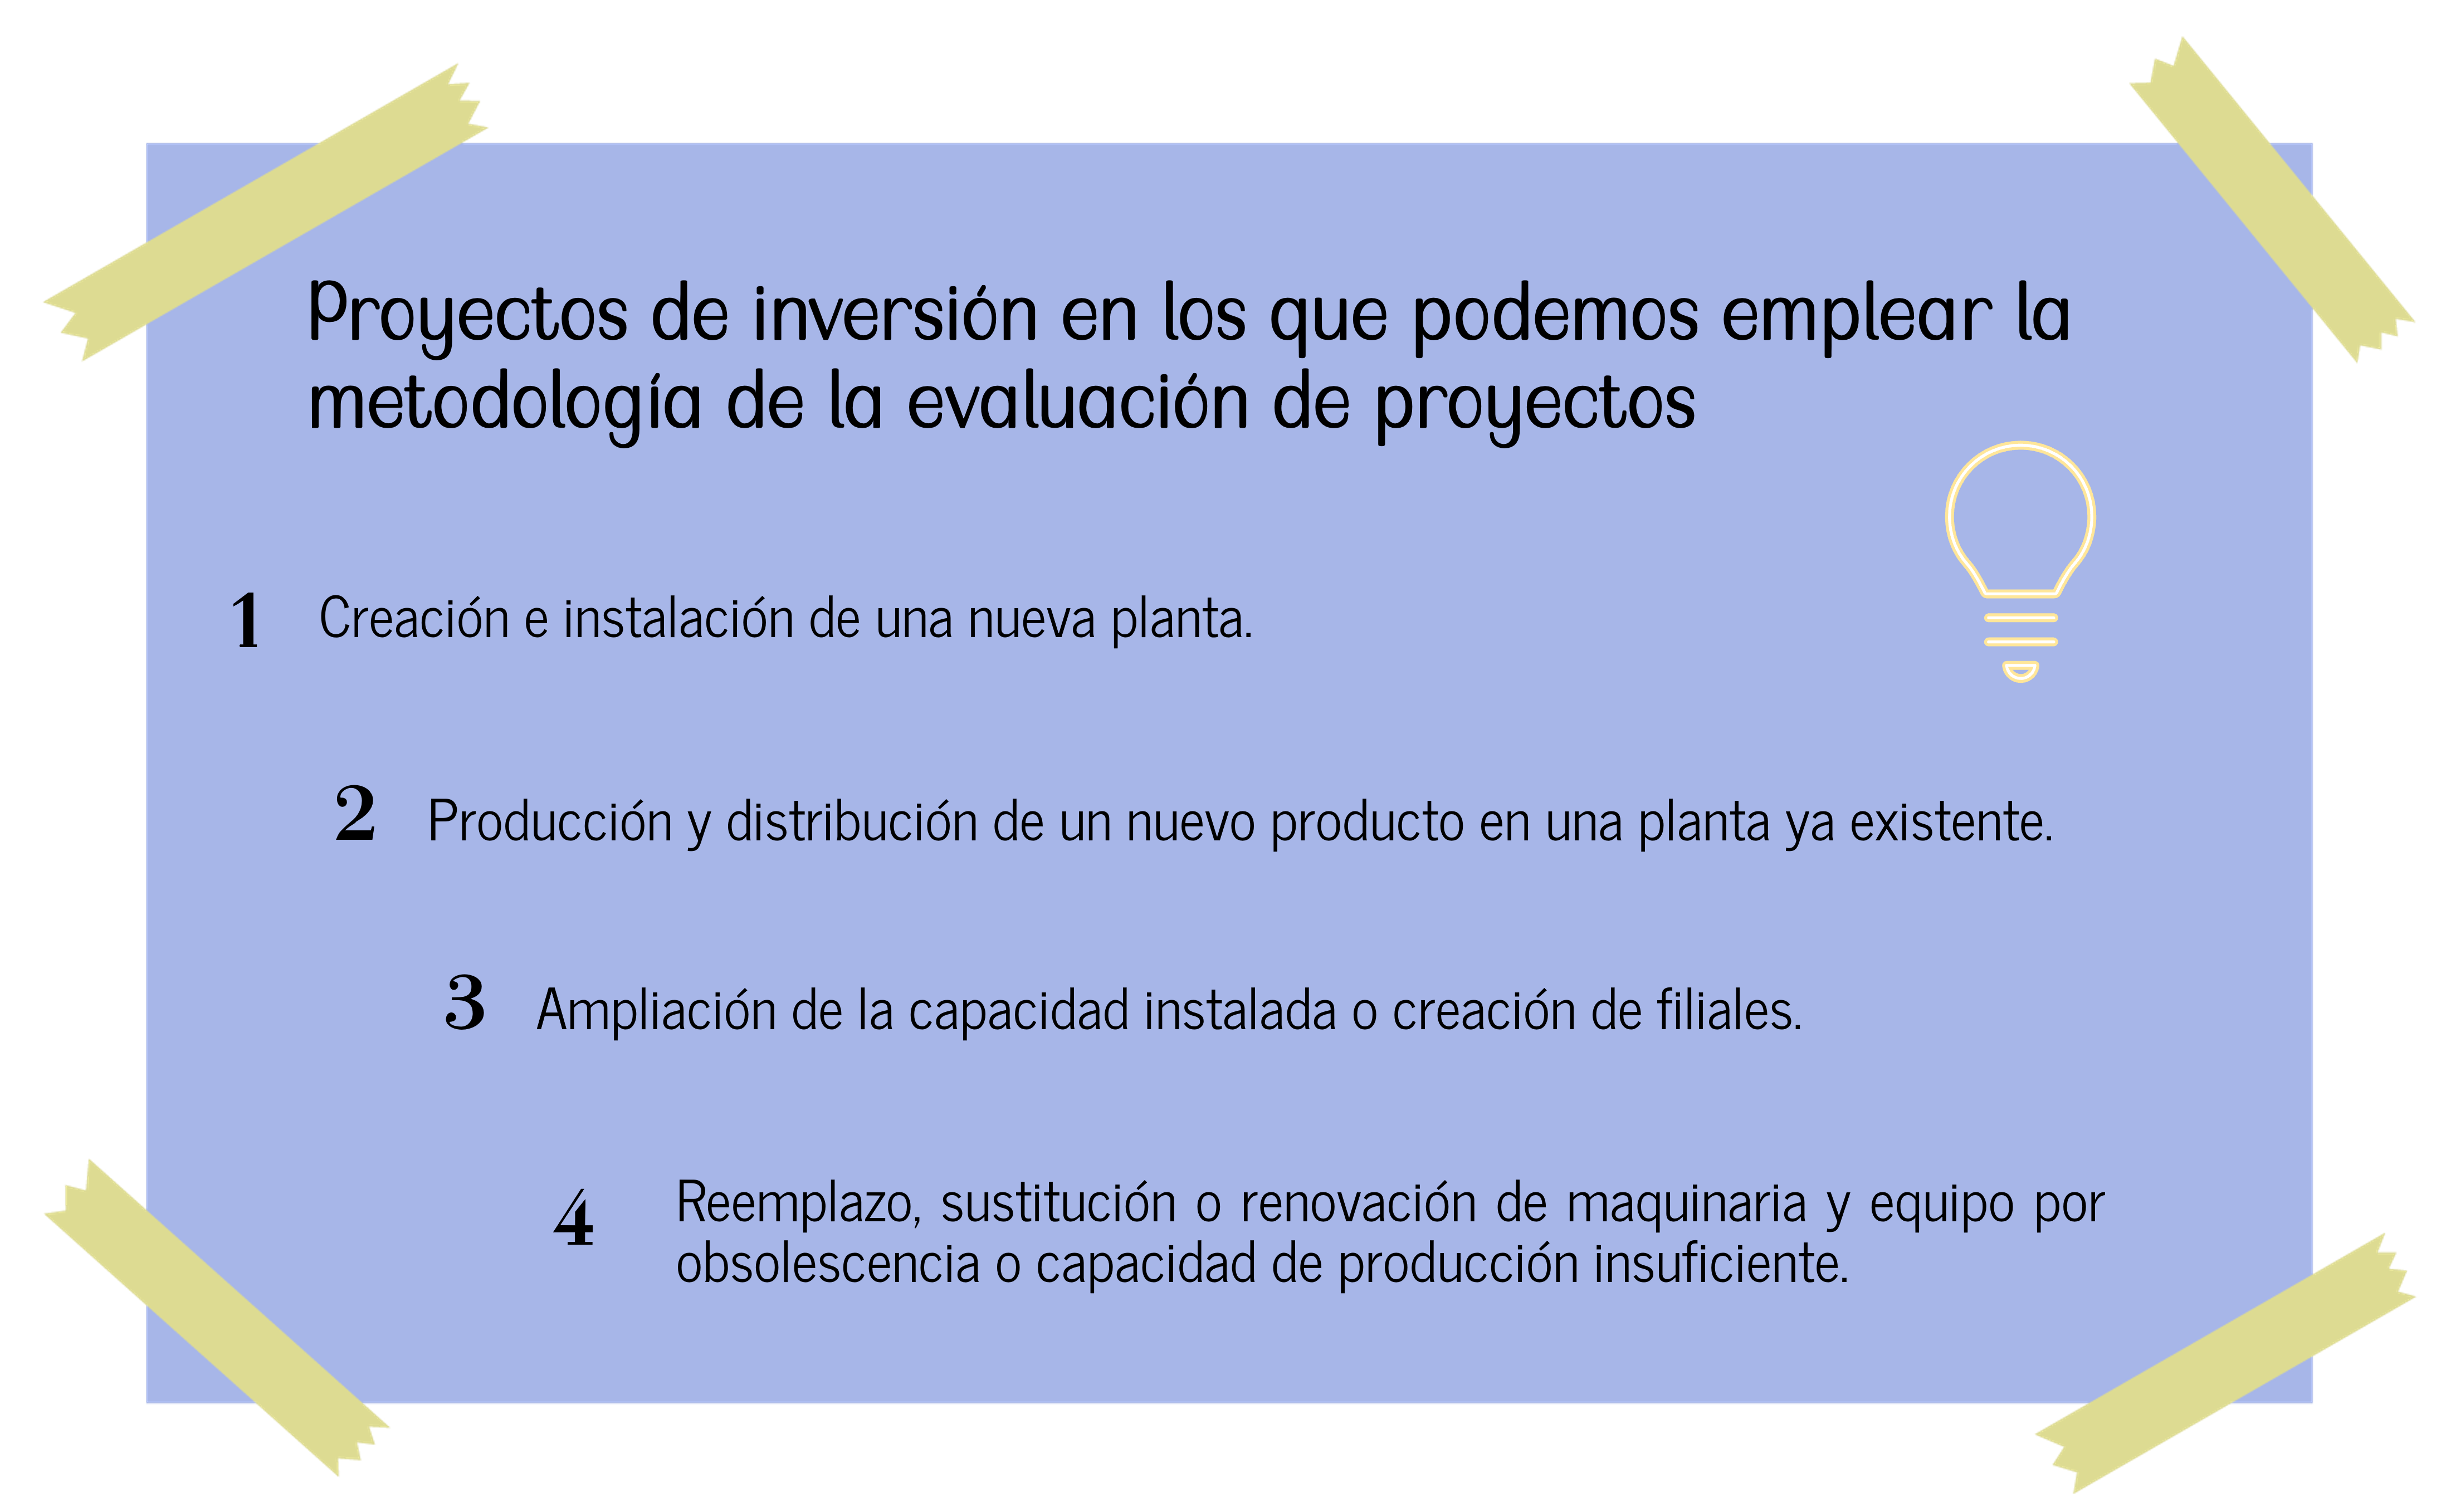 Proyectos de inversión en los que podemos emplear la
metodología de la evaluación de proyectos
1 Creación e instalación de una nueva planta.
2 Producción y distribución de un nuevo producto en una planta ya existente.
3 Ampliación de la capacidad instalada o creación de filiales.
4 Reemplazo, sustitución o renovación de maquinaria y equipo por
obsolescencia o capacidad de producción insuficiente.